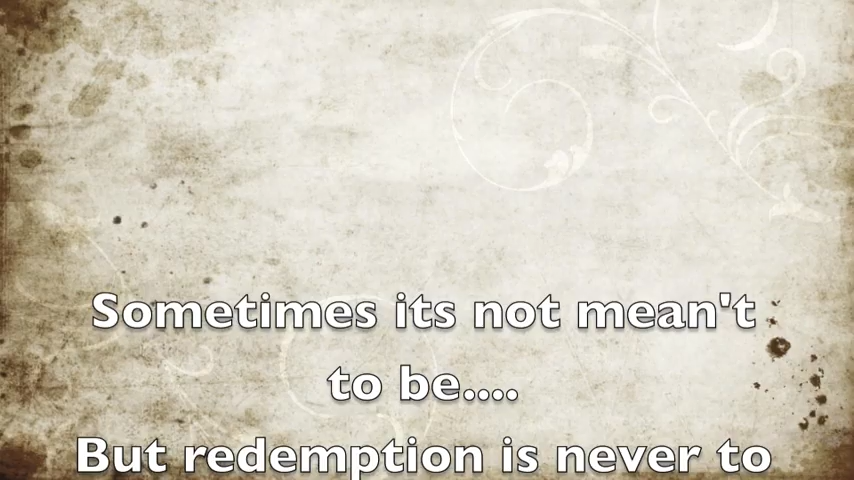 Sometimes its not mean't
to be....
But redemption is never to